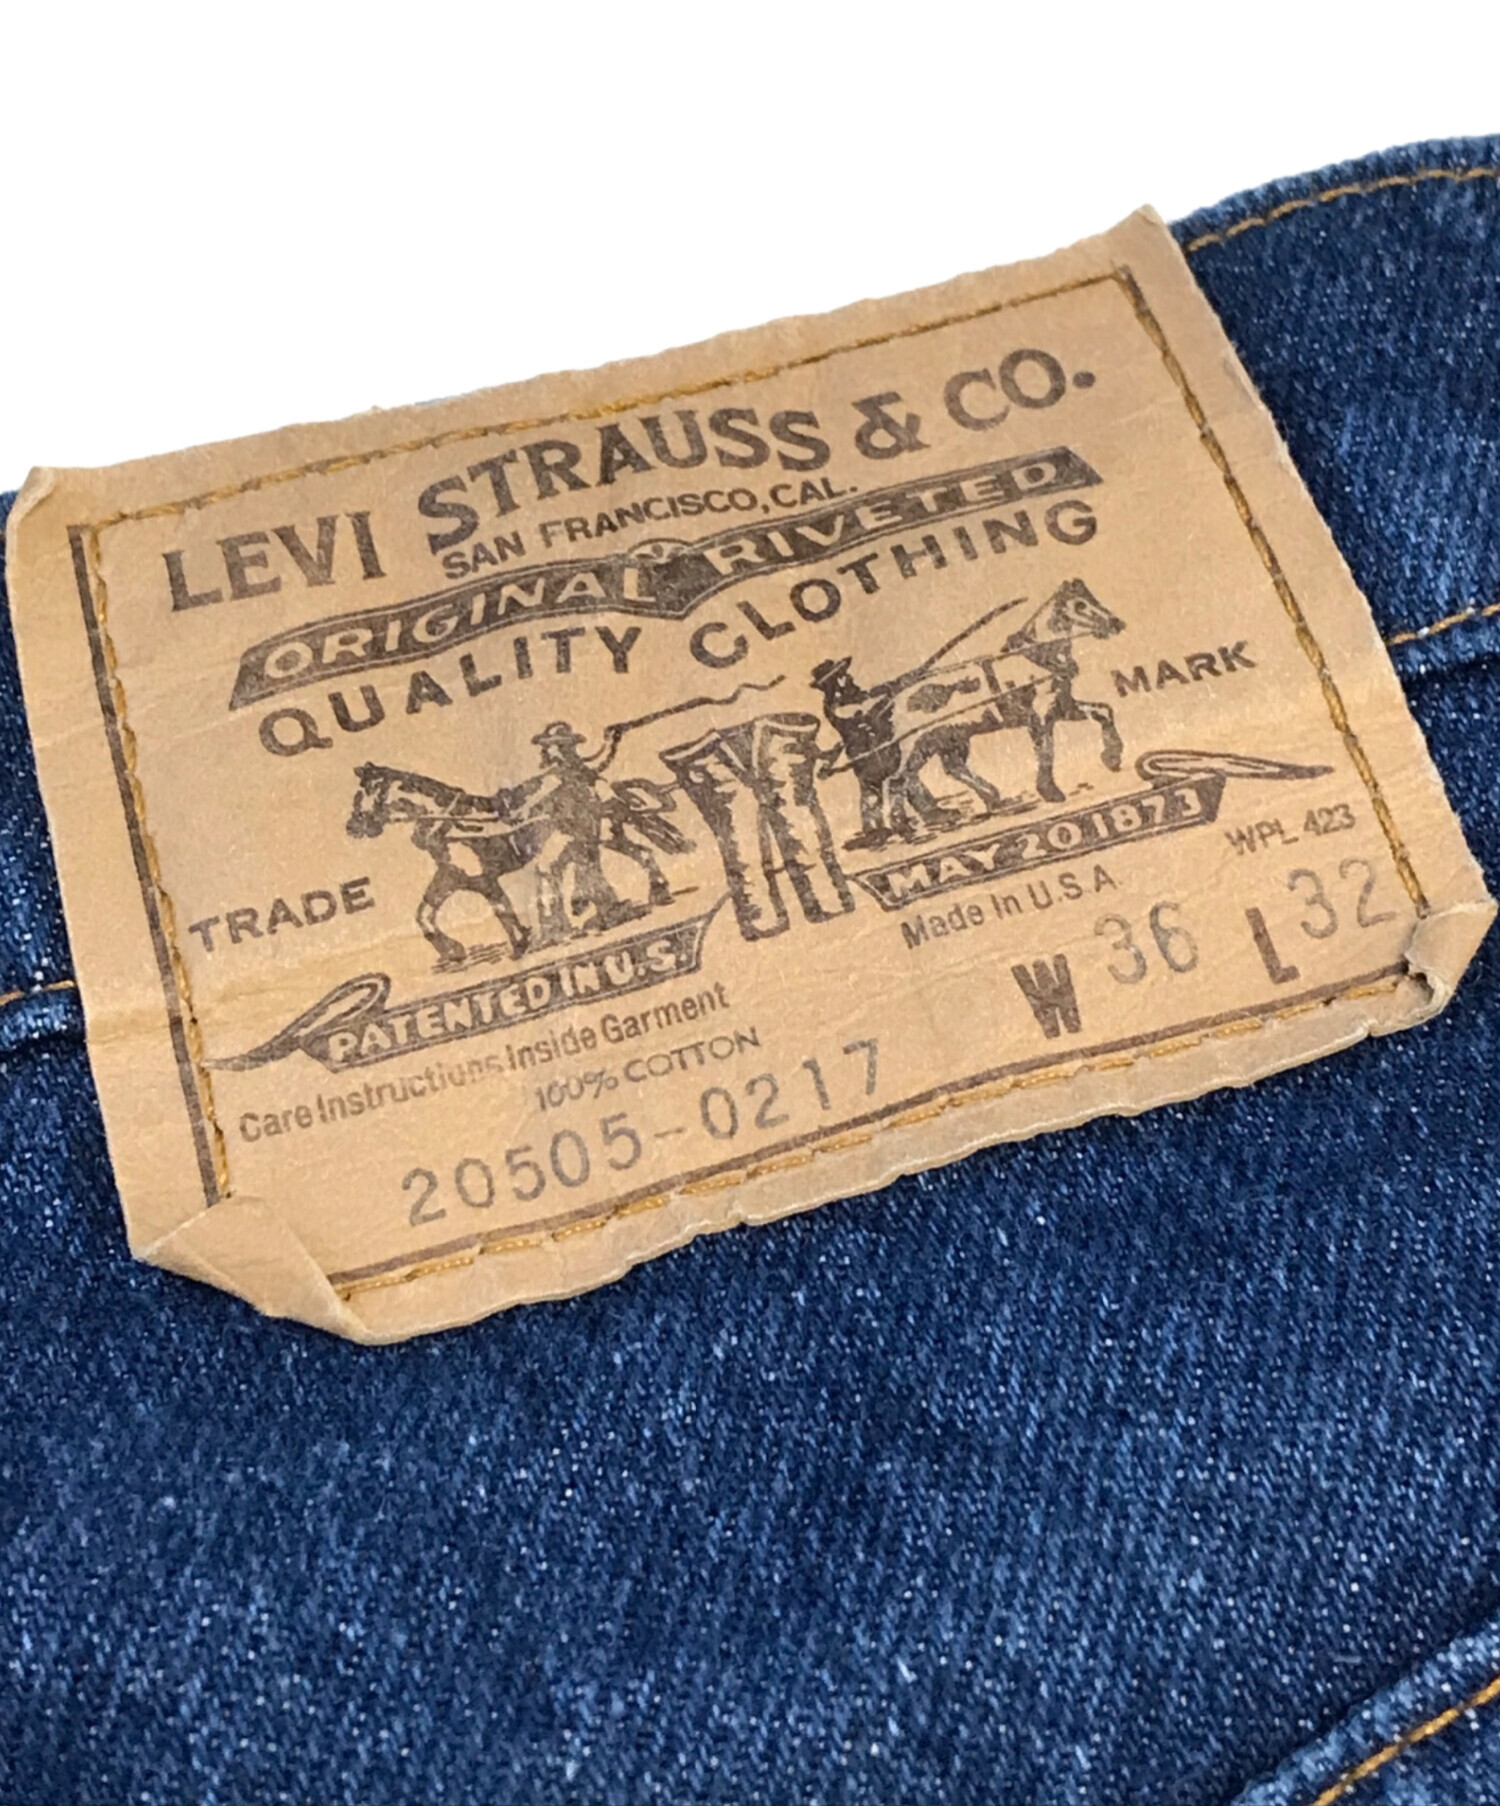 LEVI STRAUSS & CO.
SAN FRANCISCO, CAL.
ORIGINAL RIVETED
QUALITY CLOTHING
TRADE MARK
PATENTED IN U.S. MAY 20 1873
WPL 423
Made In U.S.A.
Care Instructions Inside Garment
W 36 L 32
100% COTTON
20505-0217